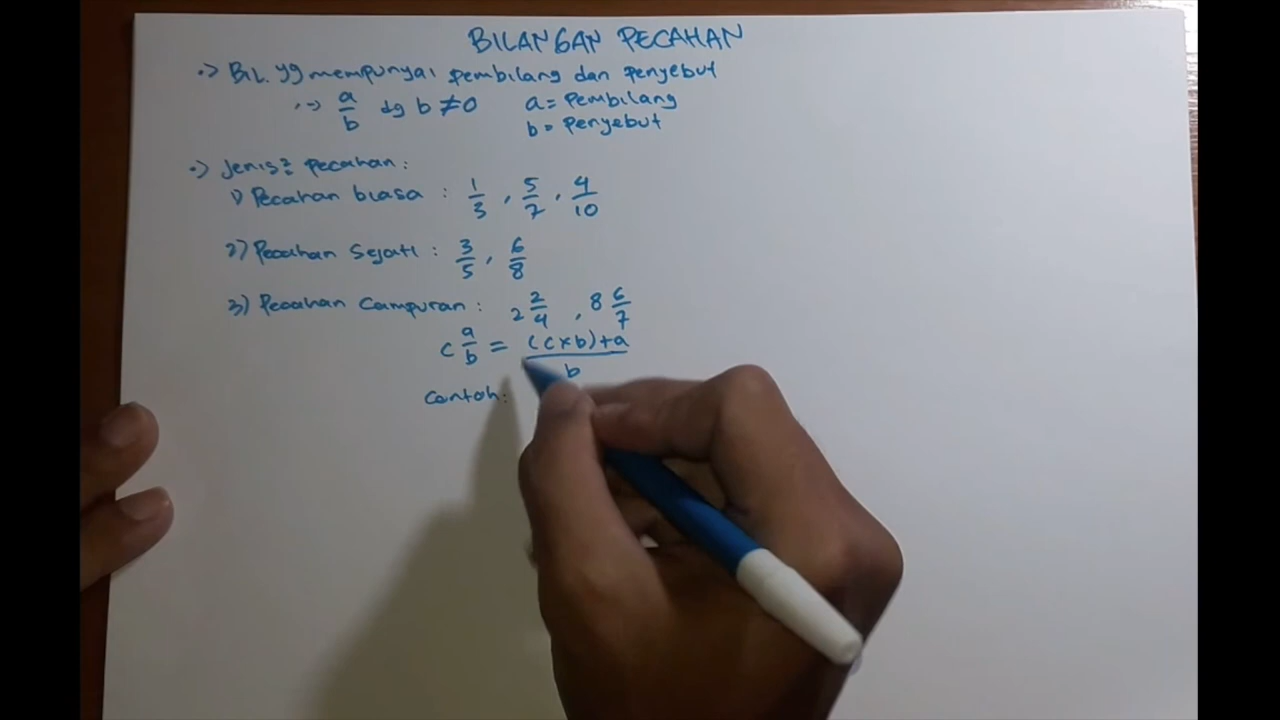 BILANGAN PECAHAN
•> BiL. yg mempunyai pembilang dan penyebut
•-> a/b dg b ≠ 0 a = Pembilang
b = Penyebut
•> Jenis² Pecahan :
1) Pecahan biasa : 1/3 , 5/7 , 4/10
2) Pecahan Sejati : 3/5 , 6/8
3) Pecahan Campuran : 2 2/4 , 8 6/7
c a/b = (c×b)+a/b
Contoh: